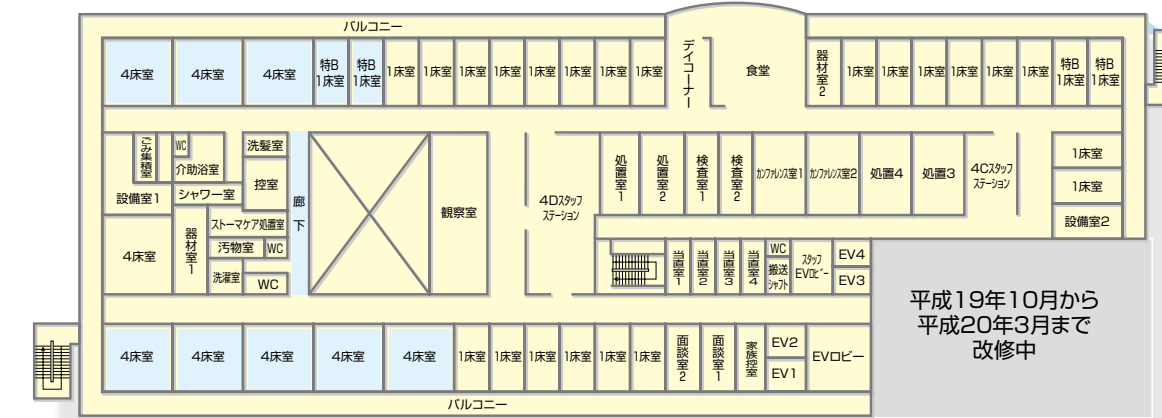 バルコニー
4床室
4床室
4床室
特B
1床室
特B
1床室
1床室
1床室
1床室
1床室
1床室
1床室
1床室
1床室
デイコーナー
食堂
器材室2
1床室
1床室
1床室
1床室
1床室
1床室
特B
1床室
特B
1床室
ごみ集積室
WC
介助浴室
洗髪室
控室
設備室1
シャワー室
ストーマケア処置室
4床室
器材室1
汚物室
WC
洗濯室
WC
廊下
観察室
4Dスタッフ
ステーション
処置室1
処置室2
検査室1
検査室2
カンファレンス室1
カンファレンス室2
処置4
処置3
4Cスタッフ
ステーション
1床室
1床室
設備室2
当直室1
当直室2
当直室3
当直室4
WC
搬送
シャフト
スタッフ
EVロビー
EV4
EV3
平成19年10月から
平成20年3月まで
改修中
4床室
4床室
4床室
4床室
4床室
1床室
1床室
1床室
1床室
1床室
1床室
面談室2
面談室1
家族控室
EV2
EV1
EVロビー
バルコニー